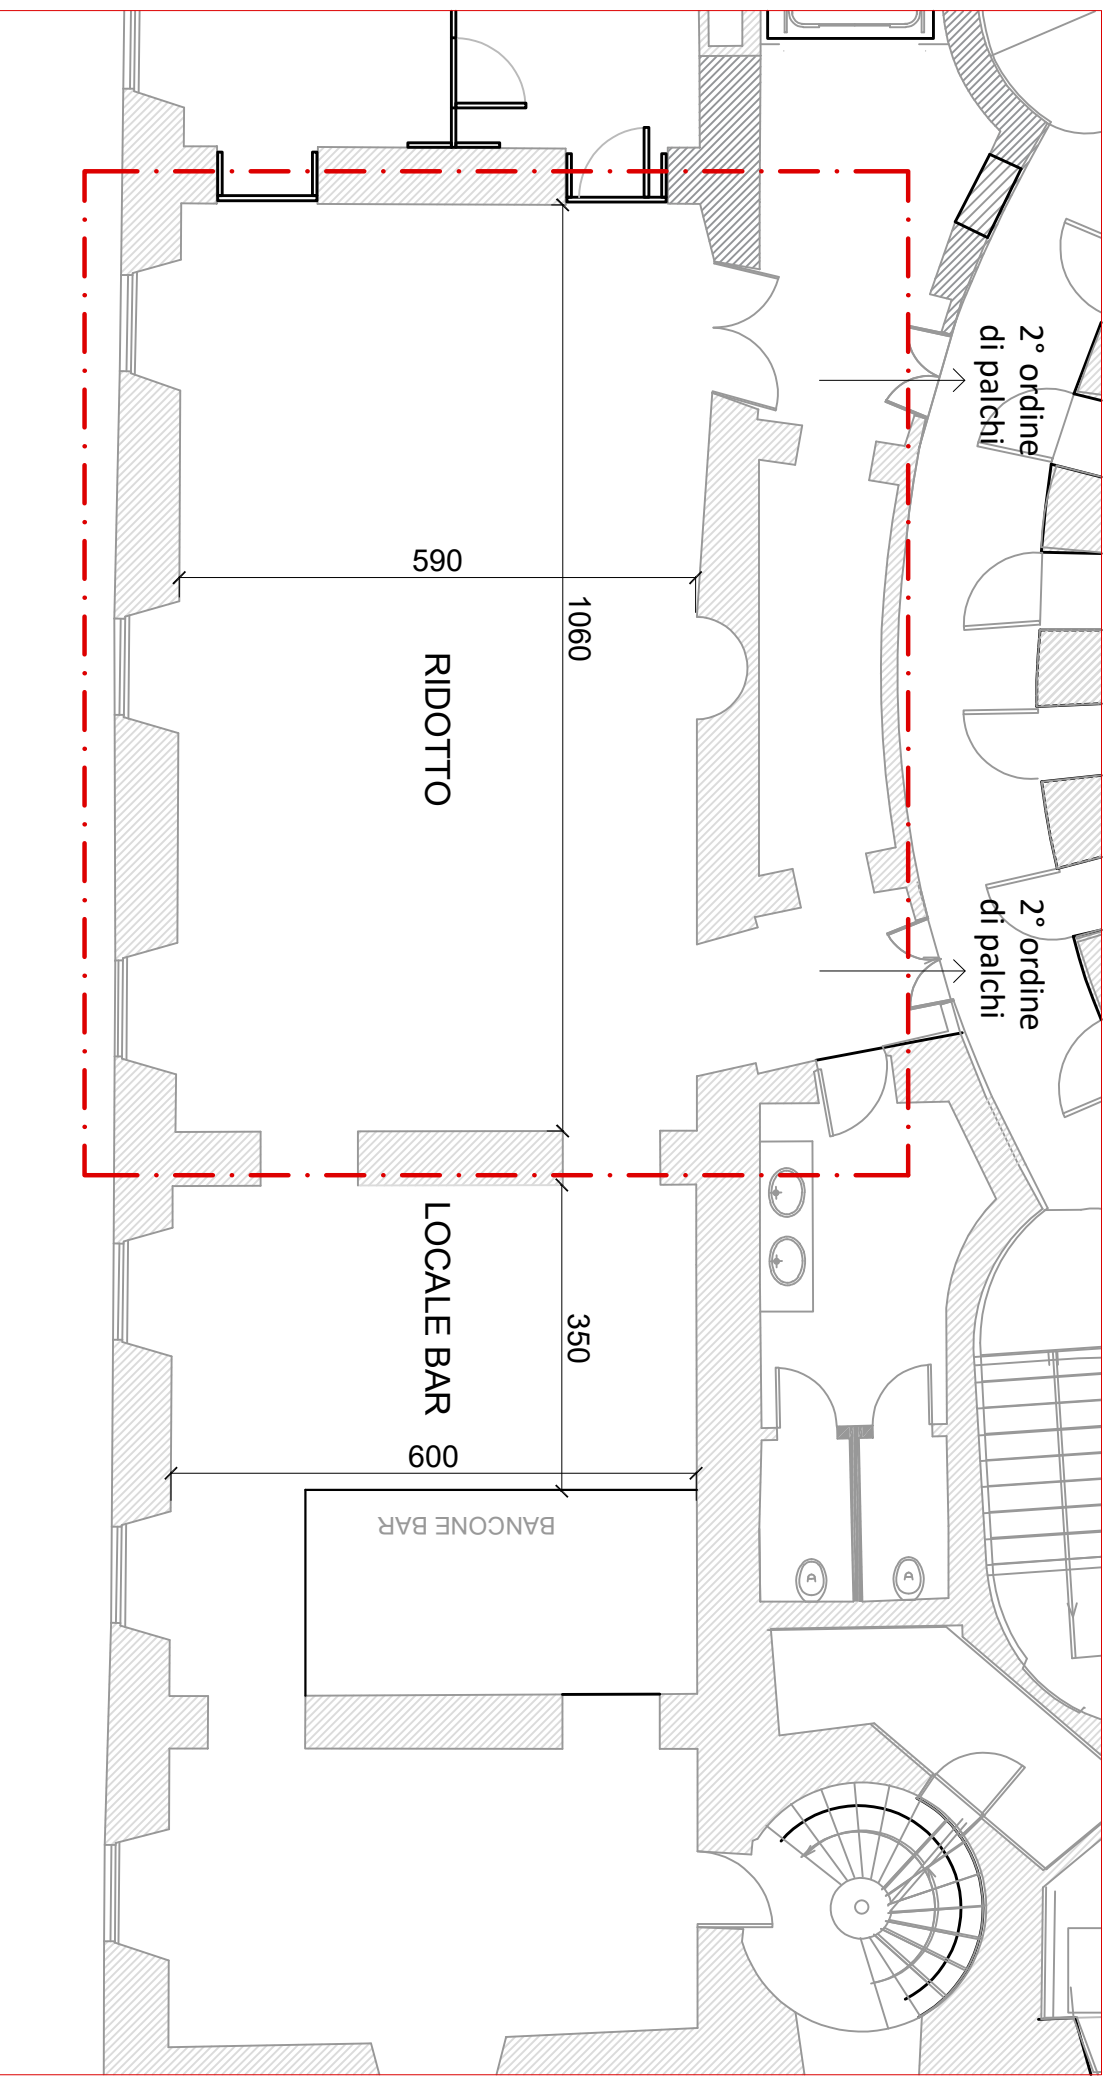 2° ordine
di palchi
590
1060
RIDOTTO
2° ordine
di palchi
LOCALE BAR
350
600
BANCONE BAR